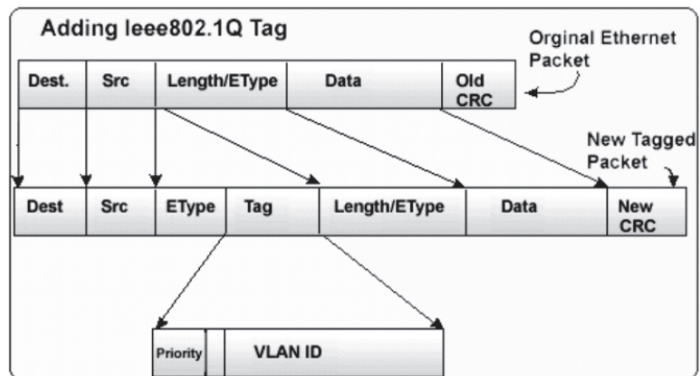 Adding Ieee802.1Q Tag
Orginal Ethernet
Packet
Dest. Src Length/EType Data Old
CRC
New Tagged
Packet
Dest Src EType Tag Length/EType Data New
CRC
Priority VLAN ID